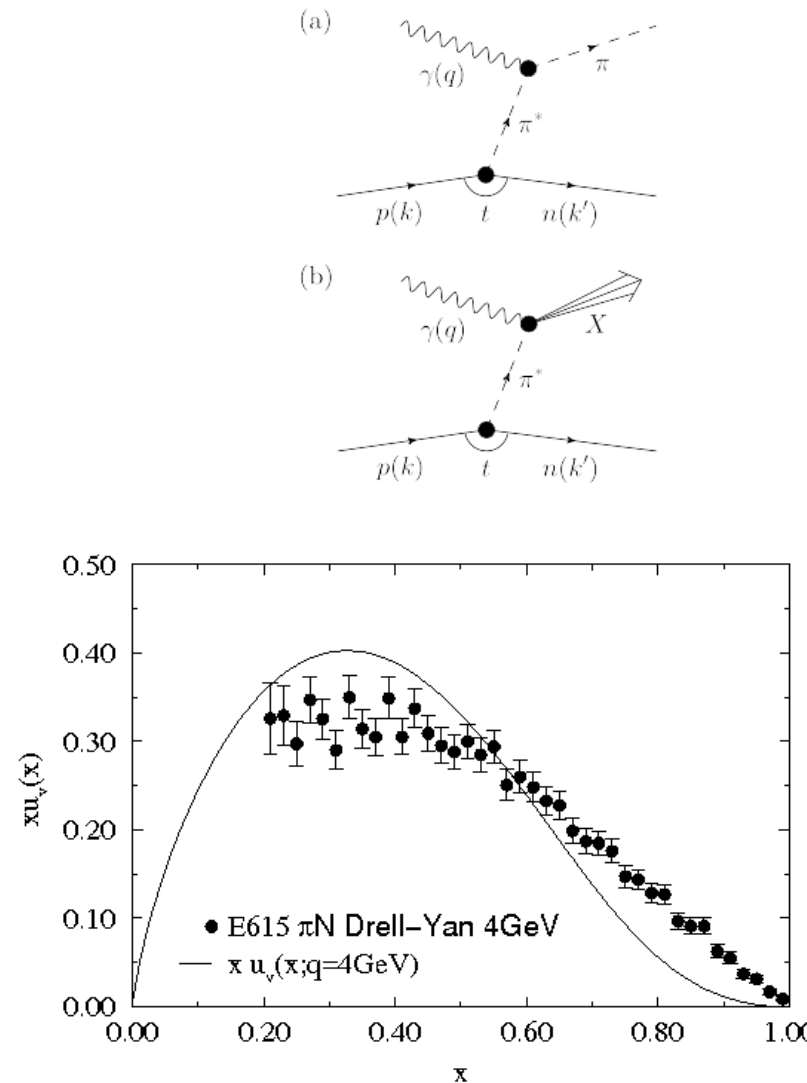 (a)
γ(q)
π
π*
p(k)
t
n(k′)
(b)
γ(q)
X
π*
p(k)
t
n(k′)
0.50
0.40
0.30
0.20
0.10
0.00
xu_v(x)
E615 πN Drell–Yan 4GeV
x u_v(x;q=4GeV)
0.00 0.20 0.40 0.60 0.80 1.00
x